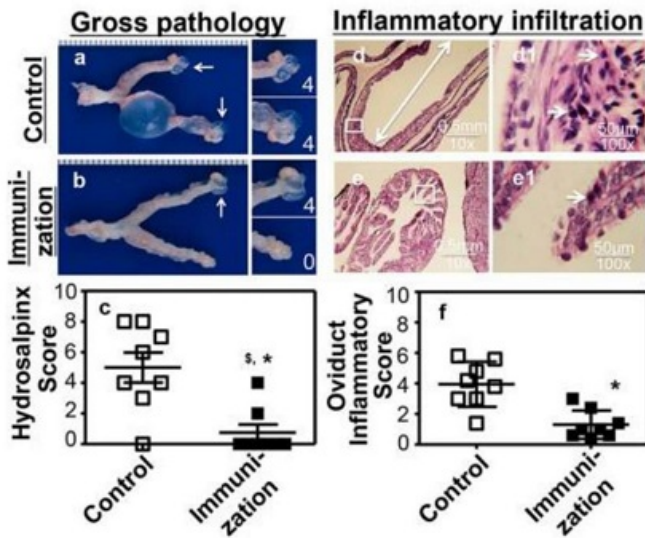 Gross pathology
Inflammatory infiltration
Control
a
4
4
d
0.5mm
10x
d1
50μm
100x
Immuni-
zation
b
4
0
e
0.5mm
10x
e1
50μm
100x
Hydrosalpinx
Score
c
10
8
6
4
2
0
$, *
Control
Immuni-
zation
Oviduct
Inflammatory
Score
f
10
8
6
4
2
0
*
Control
Immuni-
zation